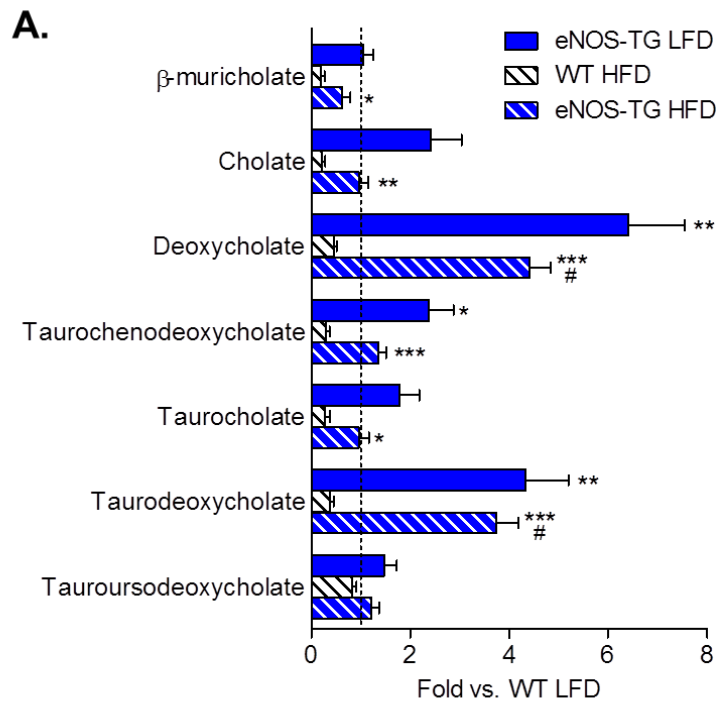 A.
eNOS-TG LFD
WT HFD
eNOS-TG HFD
β-muricholate
*
Cholate
**
Deoxycholate
**
***
#
Taurochenodeoxycholate
*
***
Taurocholate
*
Taurodeoxycholate
**
***
#
Tauroursodeoxycholate
0 2 4 6 8
Fold vs. WT LFD